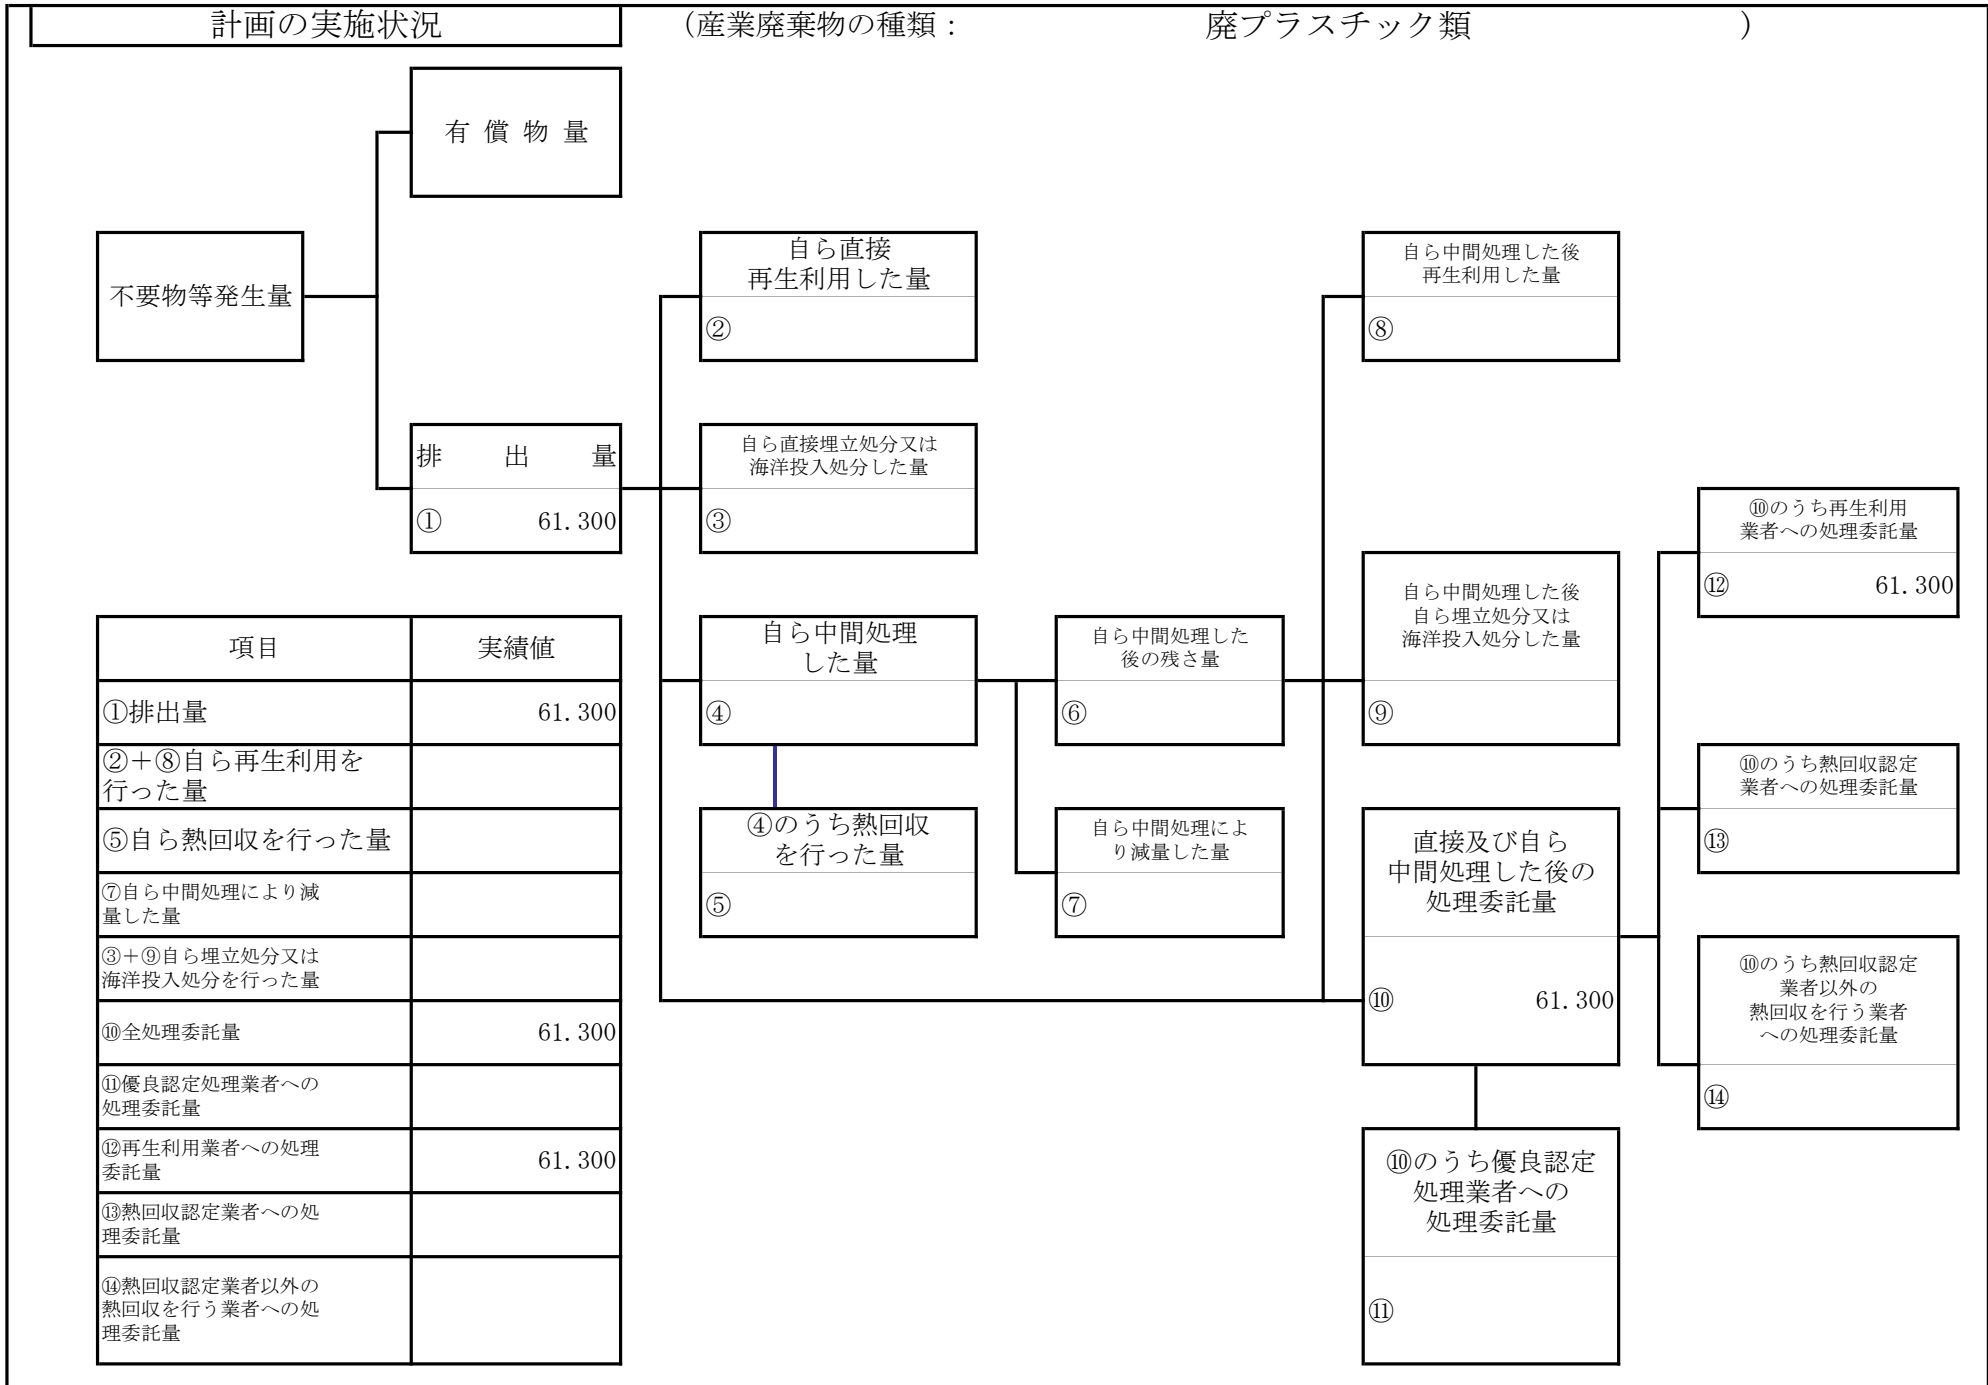 計画の実施状況
（産業廃棄物の種類： 廃プラスチック類 ）
有償物量
不要物等発生量
排出量
① 61.300
自ら直接
再生利用した量
②
自ら直接埋立処分又は
海洋投入処分した量
③
自ら中間処理
した量
④
④のうち熱回収
を行った量
⑤
自ら中間処理した
後の残さ量
⑥
自ら中間処理によ
り減量した量
⑦
自ら中間処理した後
再生利用した量
⑧
自ら中間処理した後
自ら埋立処分又は
海洋投入処分した量
⑨
直接及び自ら
中間処理した後の
処理委託量
⑩ 61.300
⑩のうち優良認定
処理業者への
処理委託量
⑪
⑩のうち再生利用
業者への処理委託量
⑫ 61.300
⑩のうち熱回収認定
業者への処理委託量
⑬
⑩のうち熱回収認定
業者以外の
熱回収を行う業者
への処理委託量
⑭
項目 実績値
①排出量 61.300
②＋⑧自ら再生利用を
行った量
⑤自ら熱回収を行った量
⑦自ら中間処理により減
量した量
③＋⑨自ら埋立処分又は
海洋投入処分を行った量
⑩全処理委託量 61.300
⑪優良認定処理業者への
処理委託量
⑫再生利用業者への処理
委託量 61.300
⑬熱回収認定業者への処
理委託量
⑭熱回収認定業者以外の
熱回収を行う業者への処
理委託量